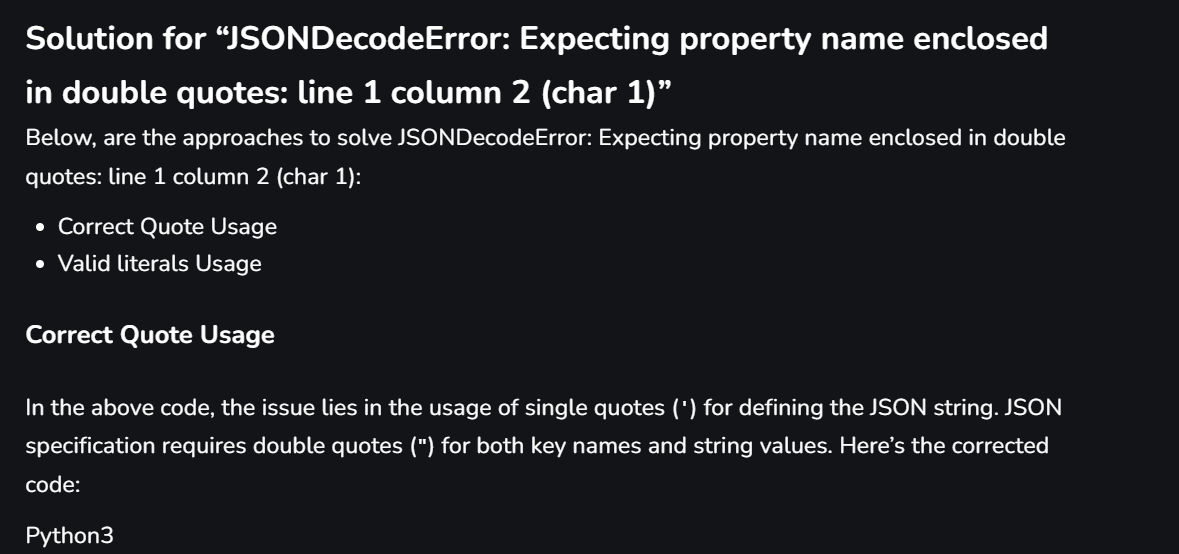 Solution for “JSONDecodeError: Expecting property name enclosed
in double quotes: line 1 column 2 (char 1)”
Below, are the approaches to solve JSONDecodeError: Expecting property name enclosed in double
quotes: line 1 column 2 (char 1):
• Correct Quote Usage
• Valid literals Usage
Correct Quote Usage
In the above code, the issue lies in the usage of single quotes (') for defining the JSON string. JSON
specification requires double quotes (") for both key names and string values. Here’s the corrected
code:
Python3